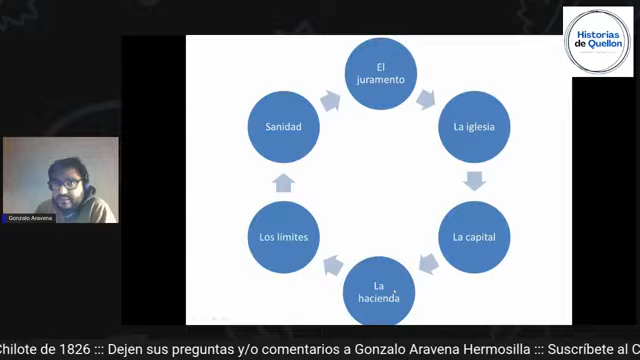 Historias
de Quellon
El
juramento
Sanidad
La iglesia
Los límites
La capital
La
hacienda
Gonzalo Aravena
Chilote de 1826 ::: Dejen sus preguntas y/o comentarios a Gonzalo Aravena Hermosilla ::: Suscríbete al C